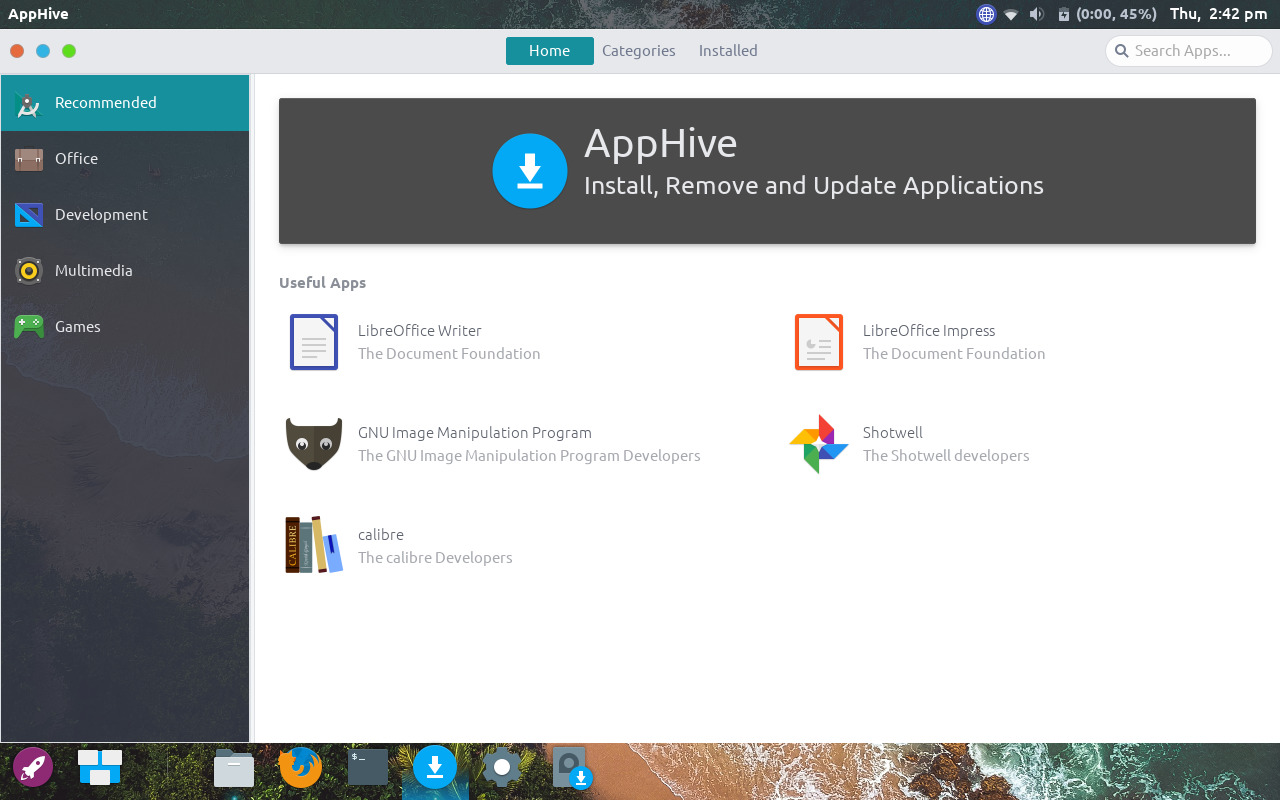 AppHive
(0:00, 45%) Thu, 2:42 pm
Home Categories Installed
Search Apps...
Recommended
Office
Development
Multimedia
Games
AppHive
Install, Remove and Update Applications
Useful Apps
LibreOffice Writer
The Document Foundation
LibreOffice Impress
The Document Foundation
GNU Image Manipulation Program
The GNU Image Manipulation Program Developers
Shotwell
The Shotwell developers
CALIBRE
calibre
The calibre Developers
$_